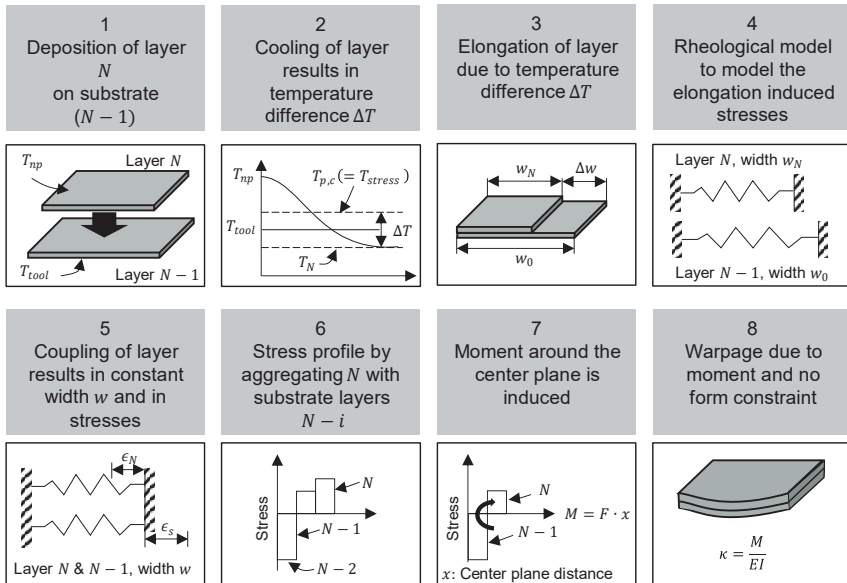 1
Deposition of layer
N
on substrate
(N − 1)
2
Cooling of layer
results in
temperature
difference ΔT
3
Elongation of layer
due to temperature
difference ΔT
4
Rheological model
to model the
elongation induced
stresses
T_np
Layer N
T_tool
Layer N − 1
T_np
T_p,c (= T_stress)
T_tool
ΔT
T_N
w_N
Δw
w_0
Layer N, width w_N
Layer N − 1, width w_0
5
Coupling of layer
results in constant
width w and in
stresses
6
Stress profile by
aggregating N with
substrate layers
N − i
7
Moment around the
center plane is
induced
8
Warpage due to
moment and no
form constraint
ϵ_N
ϵ_s
Layer N & N − 1, width w
Stress
N
N − 1
N − 2
Stress
N
M = F · x
N − 1
x: Center plane distance
κ = M/EI